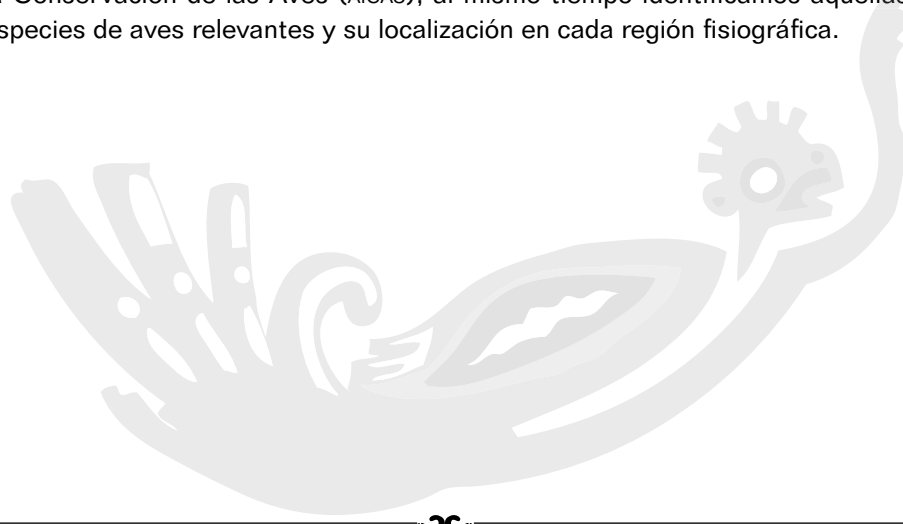 Conservación de las Aves (AICAS), al mismo tiempo identificamos aquellas
species de aves relevantes y su localización en cada región fisiográfica.